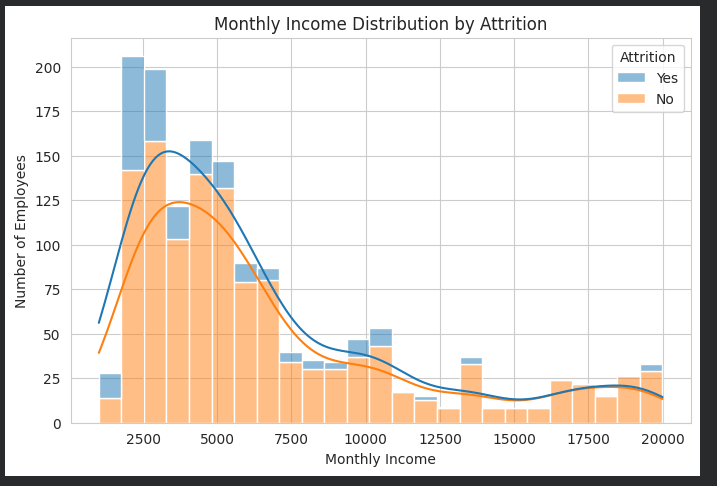 Monthly Income Distribution by Attrition
Attrition
Yes
No
Number of Employees
200
175
150
125
100
75
50
25
0
2500 5000 7500 10000 12500 15000 17500 20000
Monthly Income